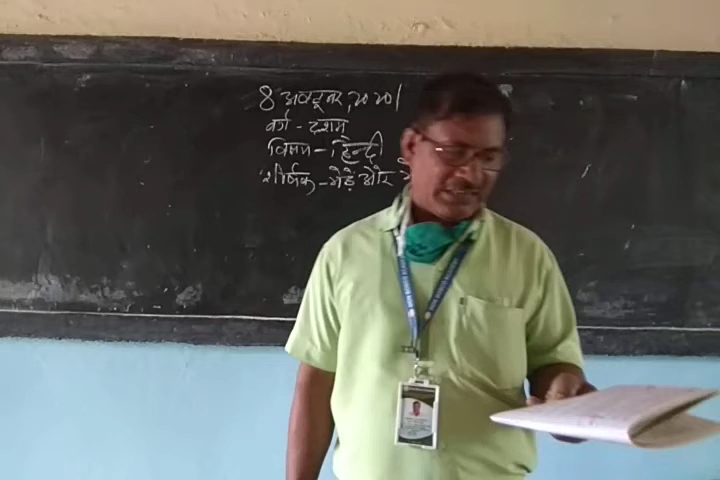 8 अक्टूबर, 2021
वर्ग - दशम
विषय - हिन्दी
शीर्षक - भेड़ें और